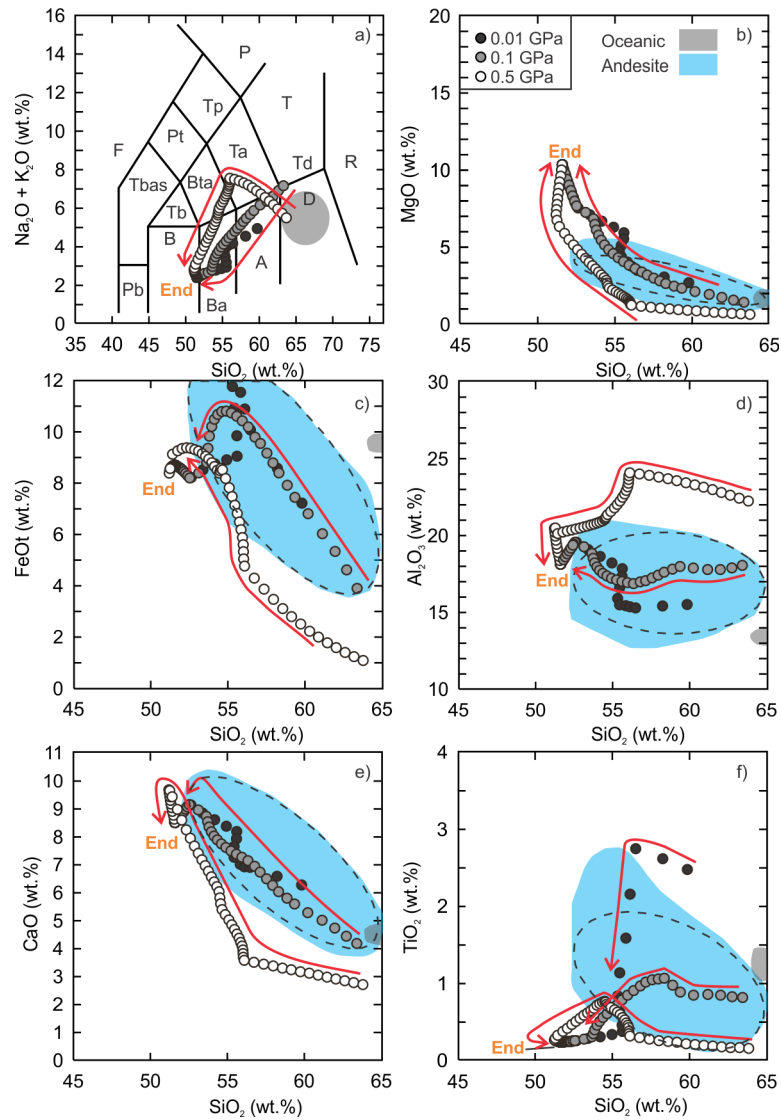 a)
Na2O + K2O (wt.%)
16
14
12
10
8
6
4
2
0
P
Tp
T
F
Pt
Ta
Td
R
Tbas
Bta
Tb
D
B
A
End
Pb
Ba
35 40 45 50 55 60 65 70 75
SiO2 (wt.%)
b)
0.01 GPa
0.1 GPa
0.5 GPa
Oceanic
Andesite
MgO (wt.%)
20
15
10
5
0
End
45 50 55 60 65
SiO2 (wt.%)
c)
FeOt (wt.%)
12
10
8
6
4
2
0
End
45 50 55 60 65
SiO2 (wt.%)
d)
Al2O3 (wt.%)
30
25
20
15
10
End
45 50 55 60 65
SiO2 (wt.%)
e)
CaO (wt.%)
11
10
9
8
7
6
5
4
3
2
1
0
End
45 50 55 60 65
SiO2 (wt.%)
f)
TiO2 (wt.%)
4
3
2
1
0
End
45 50 55 60 65
SiO2 (wt.%)